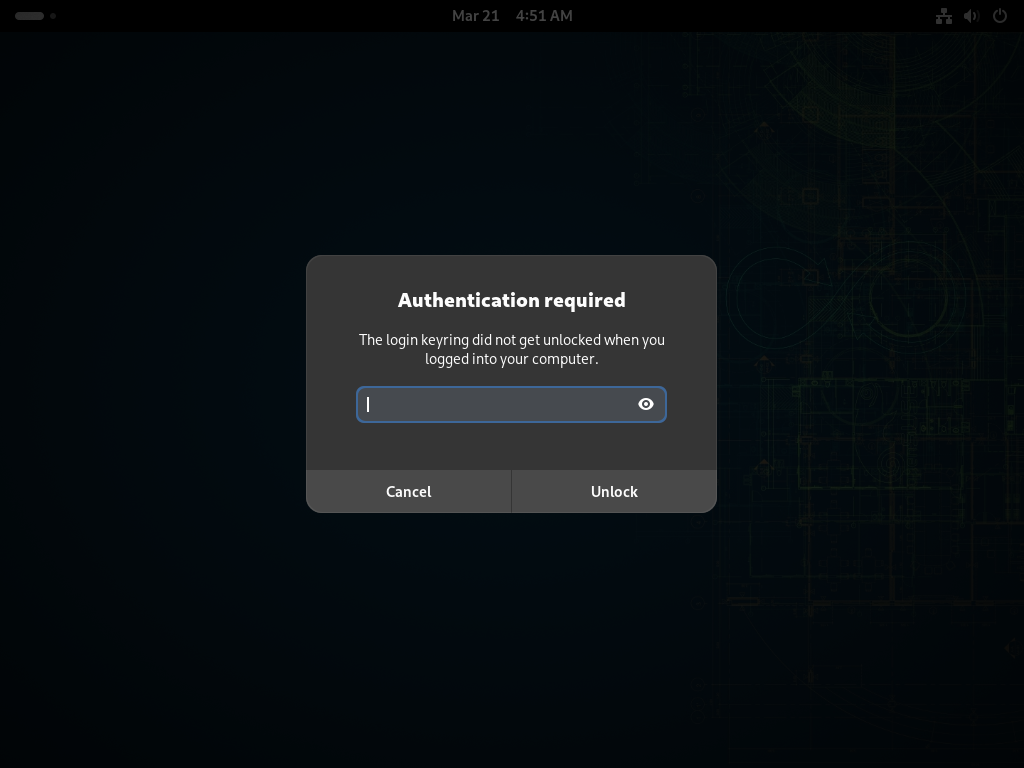 Mar 21 4:51 AM
Authentication required
The login keyring did not get unlocked when you
logged into your computer.
Cancel Unlock